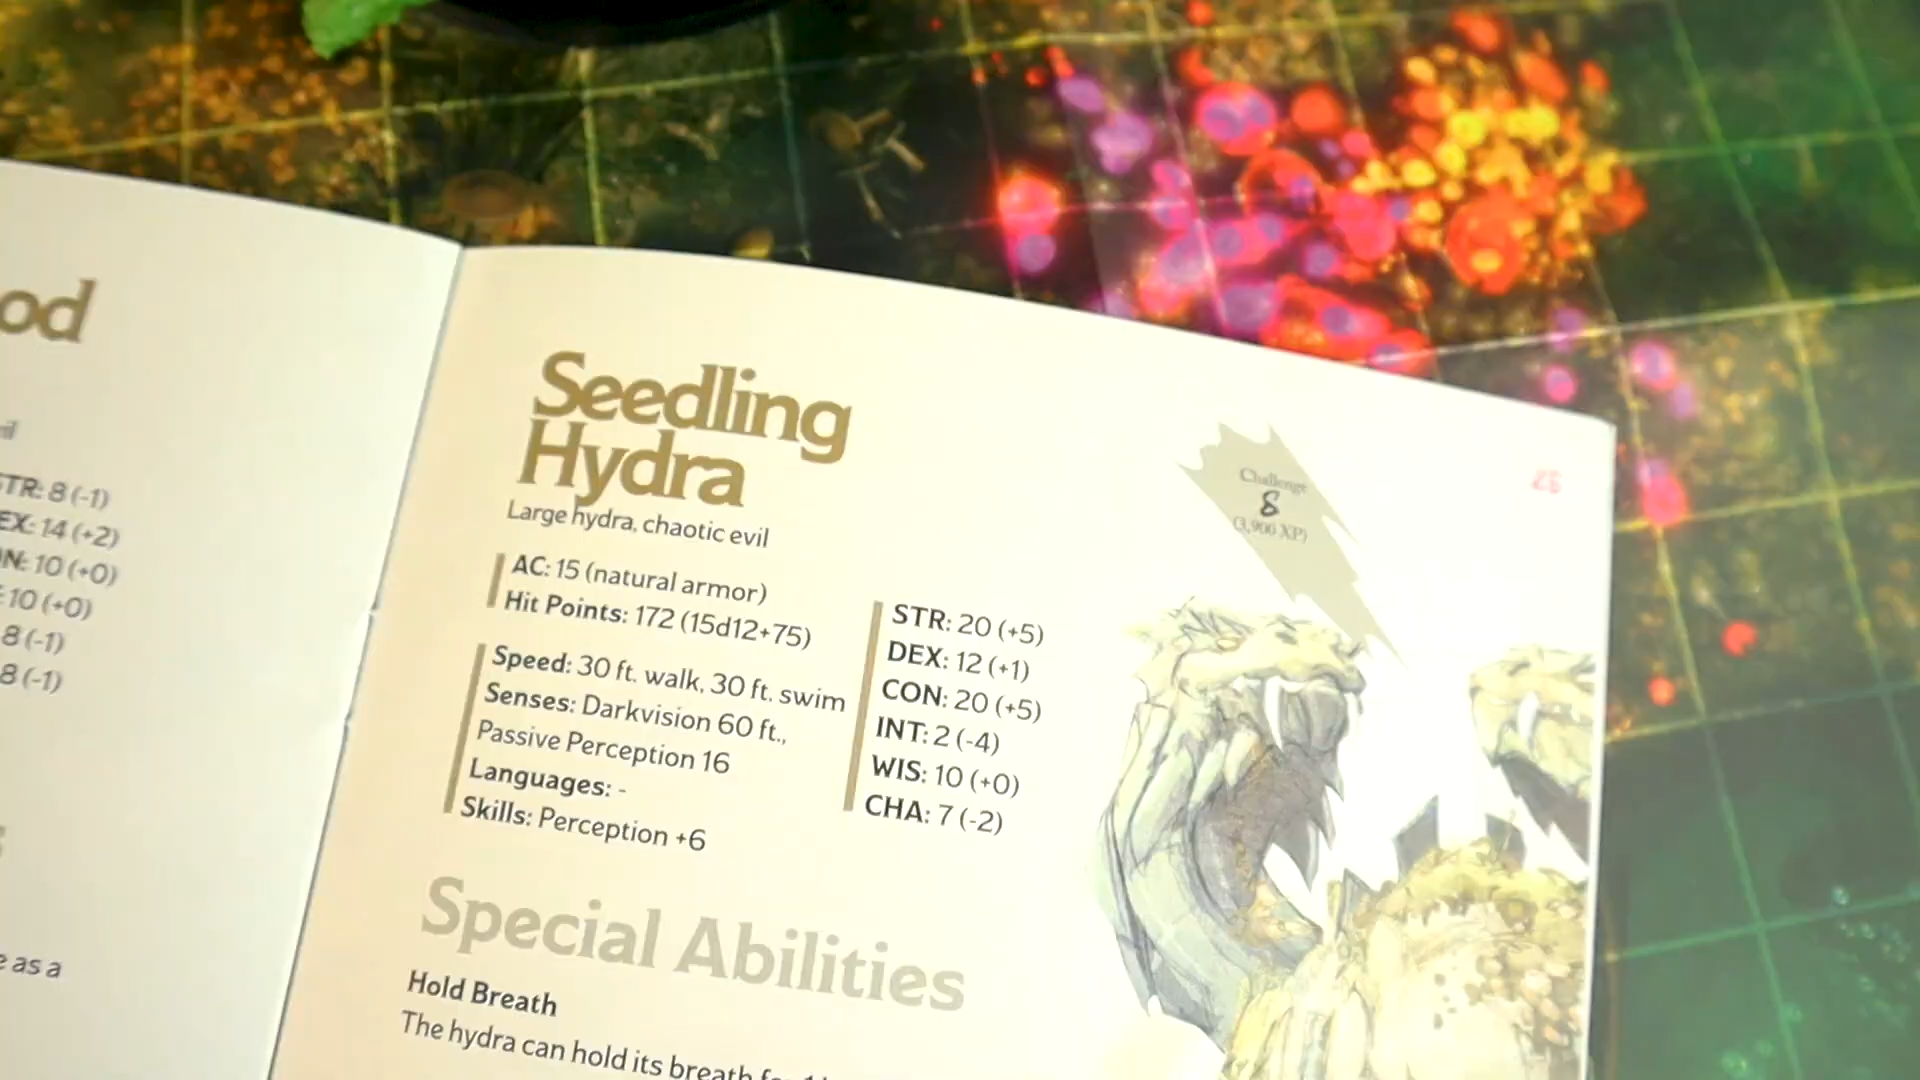 od
il
STR: 8 (-1)
EX: 14 (+2)
N: 10 (+0)
: 10 (+0)
8 (-1)
8 (-1)
e as a
Seedling
Hydra
Large hydra, chaotic evil
AC: 15 (natural armor)
Hit Points: 172 (15d12+75)
Speed: 30 ft. walk, 30 ft. swim
Senses: Darkvision 60 ft.,
Passive Perception 16
Languages: -
Skills: Perception +6
STR: 20 (+5)
DEX: 12 (+1)
CON: 20 (+5)
INT: 2 (-4)
WIS: 10 (+0)
CHA: 7 (-2)
Challenge
8
(3,900 XP)
Special Abilities
Hold Breath
The hydra can hold its breath for